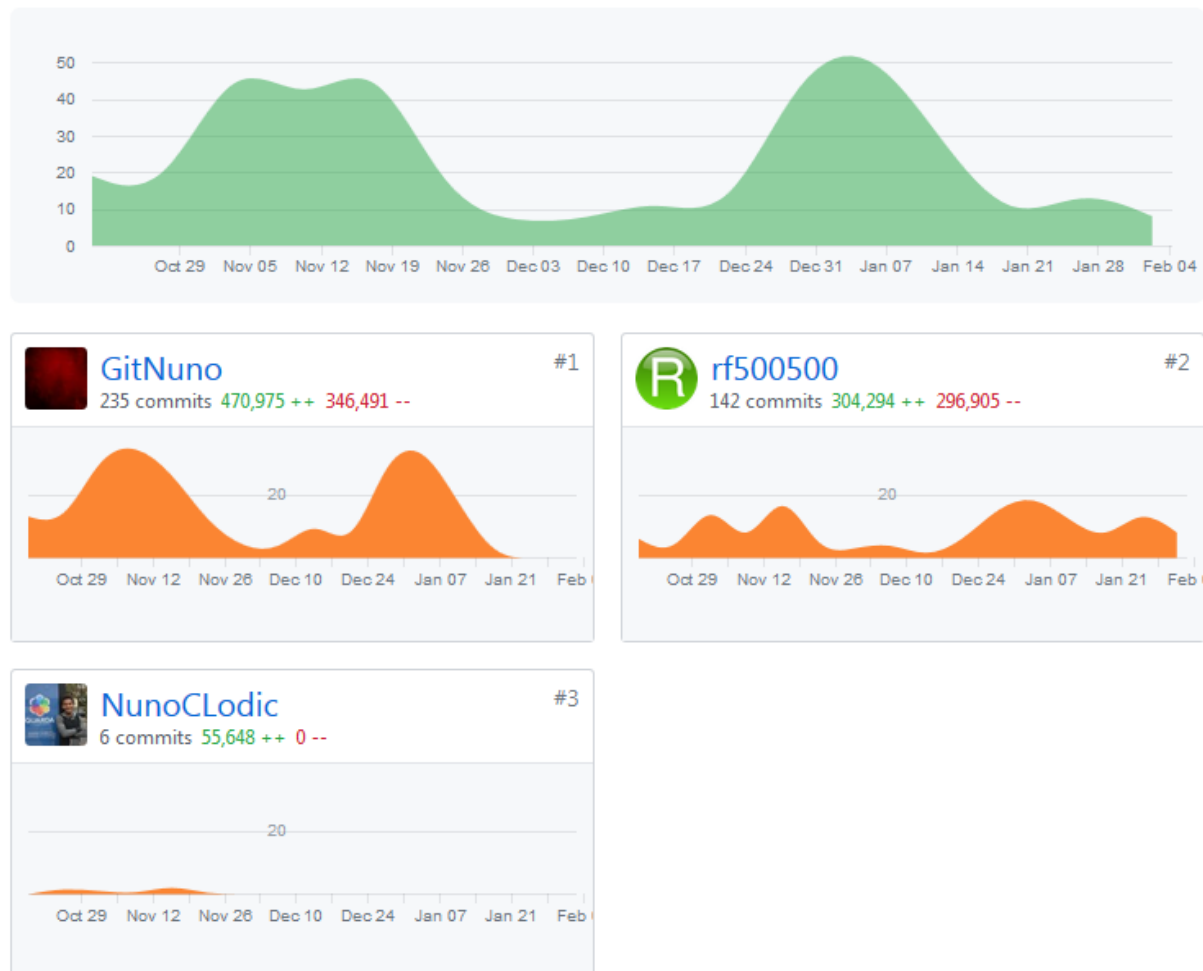 50
40
30
20
10
0
Oct 29 Nov 05 Nov 12 Nov 19 Nov 26 Dec 03 Dec 10 Dec 17 Dec 24 Dec 31 Jan 07 Jan 14 Jan 21 Jan 28 Feb 04
GitNuno #1
235 commits 470,975 ++ 346,491 --
20
Oct 29 Nov 12 Nov 26 Dec 10 Dec 24 Jan 07 Jan 21 Feb
R
rf500500 #2
142 commits 304,294 ++ 296,905 --
20
Oct 29 Nov 12 Nov 26 Dec 10 Dec 24 Jan 07 Jan 21 Feb
NunoCLodic #3
6 commits 55,648 ++ 0 --
20
Oct 29 Nov 12 Nov 26 Dec 10 Dec 24 Jan 07 Jan 21 Feb